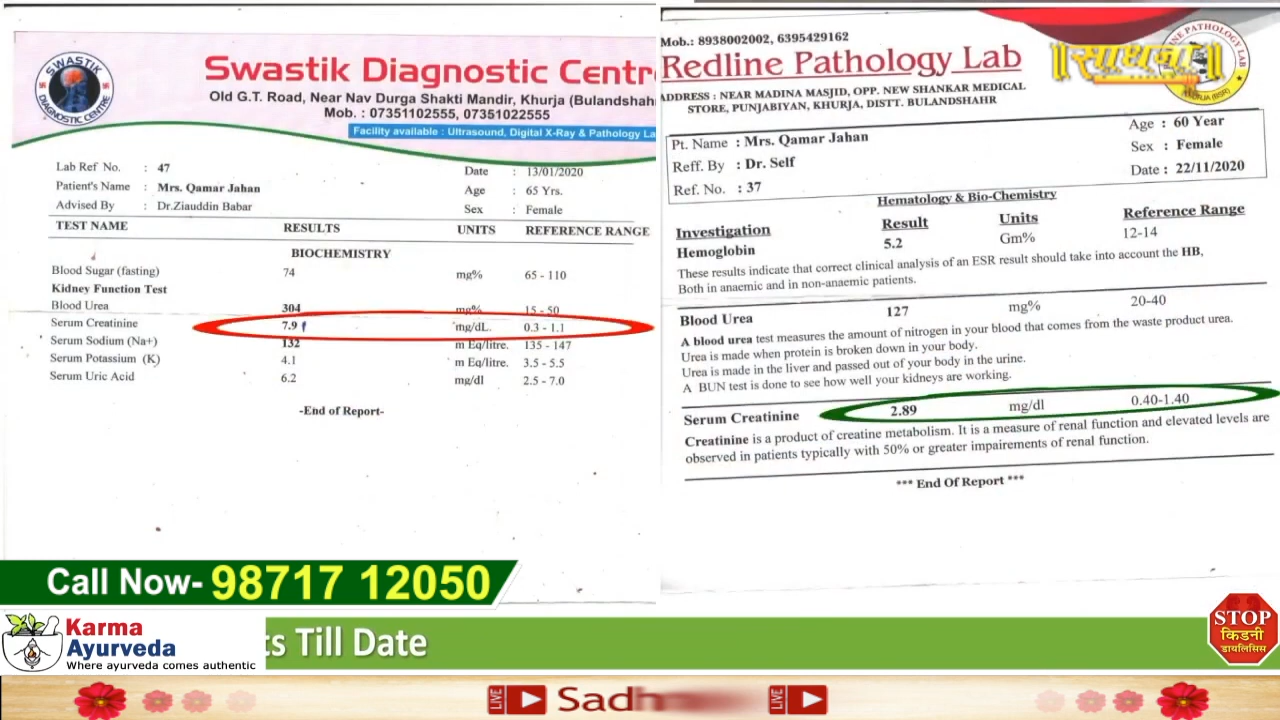 SWASTIK
DIAGNOSTIC CENTRE
Swastik Diagnostic Centr
Old G.T. Road, Near Nav Durga Shakti Mandir, Khurja (Bulandshahr
Mob. : 07351102555, 07351022555
Facility available : Ultrasound, Digital X-Ray & Pathology La
Lab Ref No. : 47
Date : 13/01/2020
Patient's Name : Mrs. Qamar Jahan
Age : 65 Yrs.
Advised By : Dr.Ziauddin Babar
Sex : Female
TEST NAME RESULTS UNITS REFERENCE RANGE
BIOCHEMISTRY
Blood Sugar (fasting) 74 mg% 65 - 110
Kidney Function Test
Blood Urea 304 mg% 15 - 50
Serum Creatinine 7.9 mg/dL. 0.3 - 1.1
Serum Sodium (Na+) 132 m Eq/litre. 135 - 147
Serum Potassium (K) 4.1 m Eq/litre. 3.5 - 5.5
Serum Uric Acid 6.2 mg/dl 2.5 - 7.0
-End of Report-
Mob.: 8938002002, 6395429162
Redline Pathology Lab
ADDRESS : NEAR MADINA MASJID, OPP. NEW SHANKAR MEDICAL
STORE, PUNJABIYAN, KHURJA, DISTT. BULANDSHAHR
॥साधना॥
LINE PATHOLOGY LAB
Pt. Name : Mrs. Qamar Jahan
Age : 60 Year
Reff. By : Dr. Self
Sex : Female
Ref. No. : 37
Date : 22/11/2020
Hematology & Bio-Chemistry
Investigation Result Units Reference Range
Hemoglobin 5.2 Gm% 12-14
These results indicate that correct clinical analysis of an ESR result should take into account the HB,
Both in anaemic and in non-anaemic patients.
Blood Urea 127 mg% 20-40
A blood urea test measures the amount of nitrogen in your blood that comes from the waste product urea.
Urea is made when protein is broken down in your body.
Urea is made in the liver and passed out of your body in the urine.
A BUN test is done to see how well your kidneys are working.
Serum Creatinine 2.89 mg/dl 0.40-1.40
Creatinine is a product of creatine metabolism. It is a measure of renal function and elevated levels are
observed in patients typically with 50% or greater impairments of renal function.
*** End Of Report ***
Call Now- 98717 12050
Karma
Ayurveda
Where ayurveda comes authentic
ts Till Date
STOP
किडनी
डायलिसिस
LIVE Sadh LIVE